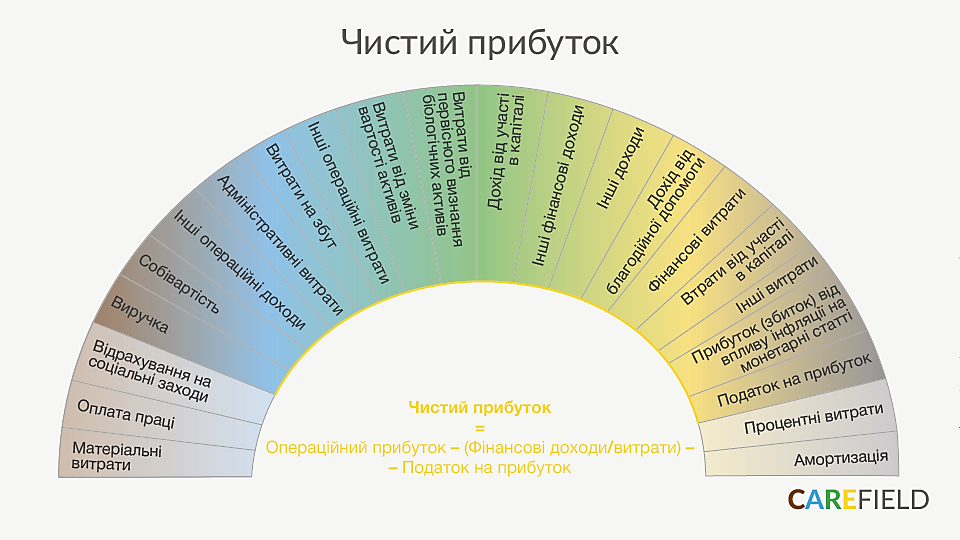 Чистий прибуток
Матеріальні
витрати
Оплата праці
Відрахування на
соціальні заходи
Виручка
Собівартість
Інші операційні доходи
Адміністративні витрати
Витрати на збут
Інші операційні витрати
Витрати від зміни
вартості активів
Витрати від
первісного визнання
біологічних активів
Дохід від участі
в капіталі
Інші фінансові доходи
Інші доходи
Дохід від
благодійної допомоги
Фінансові витрати
Втрати від участі
в капіталі
Інші витрати
Прибуток (збиток) від
впливу інфляції на
монетарні статті
Податок на прибуток
Процентні витрати
Амортизація
Чистий прибуток
=
Операційний прибуток – (Фінансові доходи/витрати) –
– Податок на прибуток
CAREFIELD